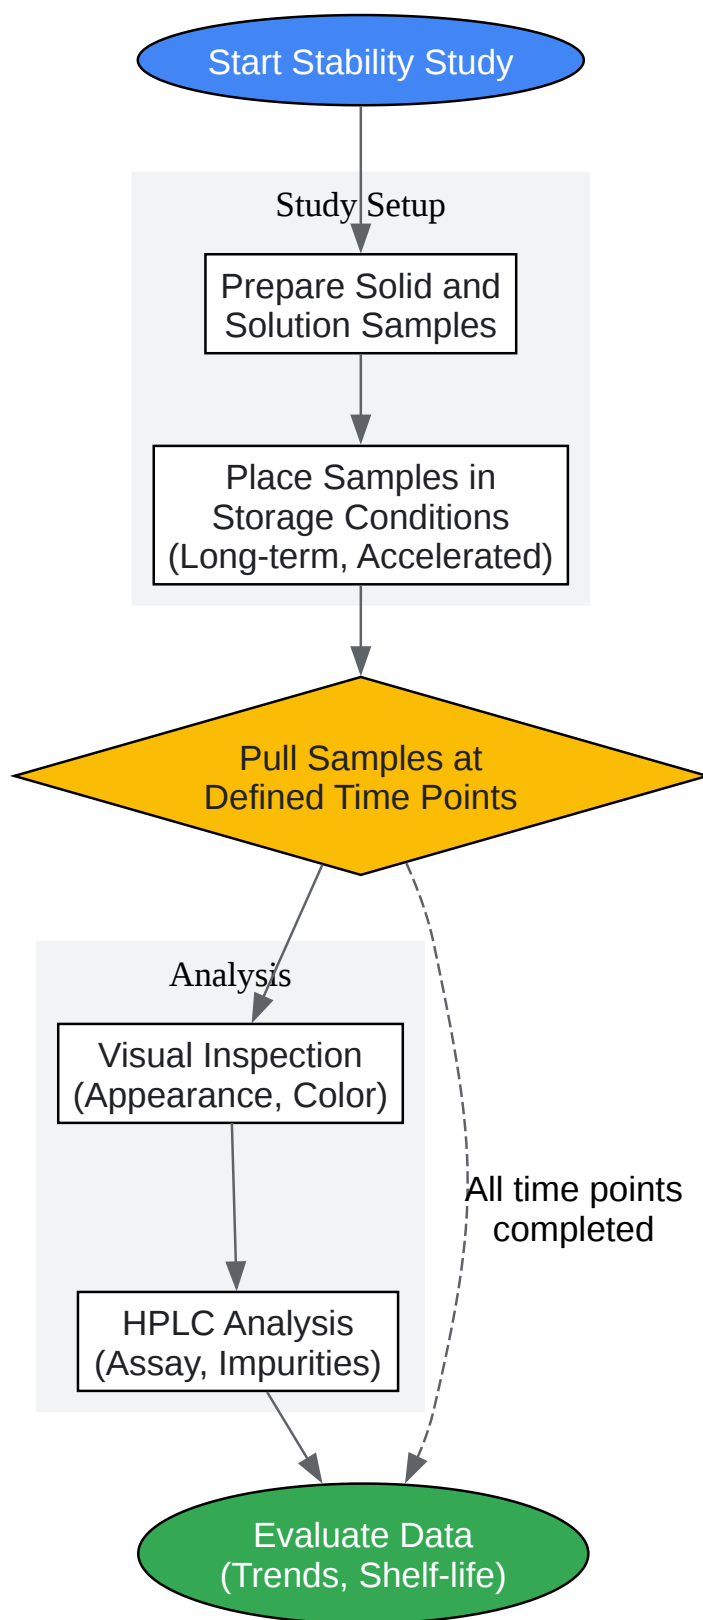 Start Stability Study
Study Setup
Prepare Solid and
Solution Samples
Place Samples in
Storage Conditions
(Long-term, Accelerated)
Pull Samples at
Defined Time Points
Analysis
Visual Inspection
(Appearance, Color)
All time points
completed
HPLC Analysis
(Assay, Impurities)
Evaluate Data
(Trends, Shelf-life)